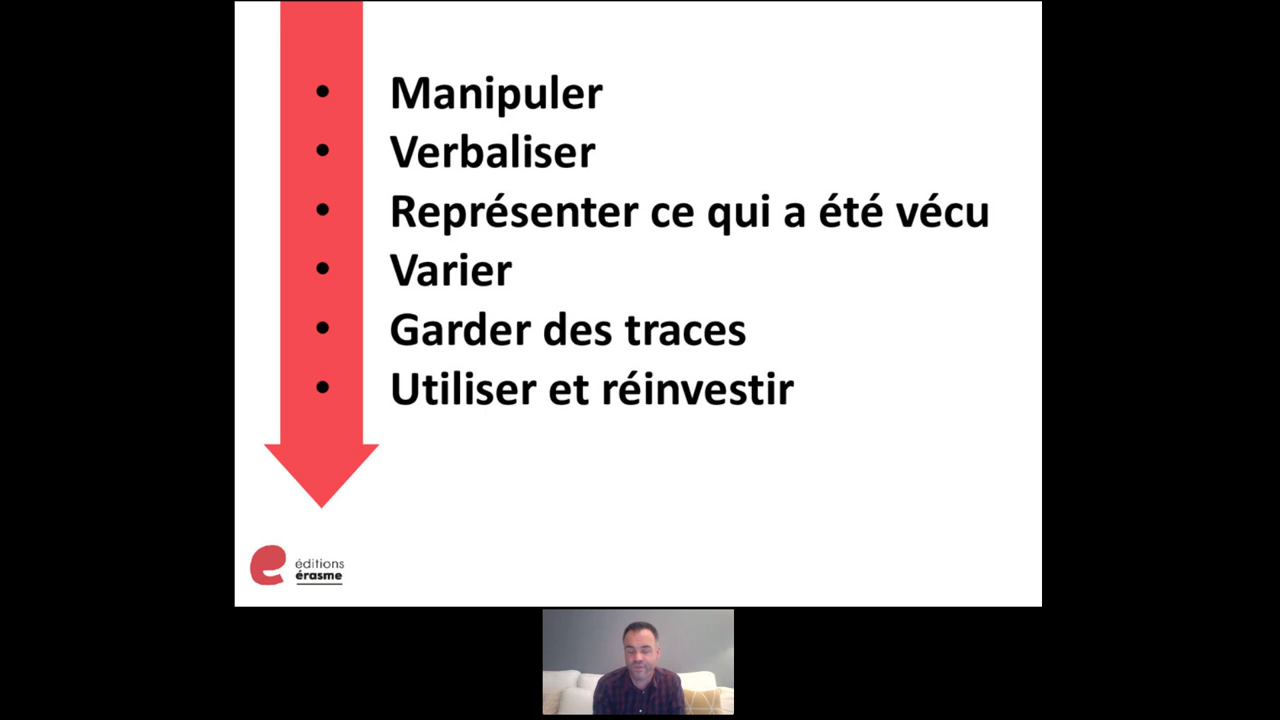 • Manipuler
• Verbaliser
• Représenter ce qui a été vécu
• Varier
• Garder des traces
• Utiliser et réinvestir
éditions
érasme